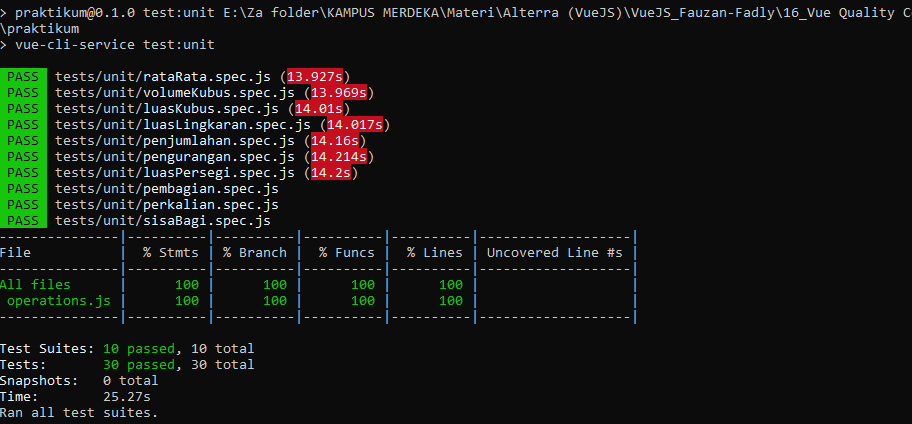 > praktikum@0.1.0 test:unit E:\Za folder\KAMPUS MERDEKA\Materi\Alterra (VueJS)\VueJS_Fauzan-Fadly\16_Vue Quality C
\praktikum
> vue-cli-service test:unit
PASS tests/unit/rataRata.spec.js (13.927s)
PASS tests/unit/volumeKubus.spec.js (13.969s)
PASS tests/unit/luasKubus.spec.js (14.01s)
PASS tests/unit/luasLingkaran.spec.js (14.017s)
PASS tests/unit/penjumlahan.spec.js (14.16s)
PASS tests/unit/pengurangan.spec.js (14.214s)
PASS tests/unit/luasPersegi.spec.js (14.2s)
PASS tests/unit/pembagian.spec.js
PASS tests/unit/perkalian.spec.js
PASS tests/unit/sisaBagi.spec.js
---------------|----------|----------|----------|----------|-------------------|
File           |  % Stmts | % Branch |  % Funcs |  % Lines | Uncovered Line #s |
---------------|----------|----------|----------|----------|-------------------|
All files      |      100 |      100 |      100 |      100 |                   |
 operations.js |      100 |      100 |      100 |      100 |                   |
---------------|----------|----------|----------|----------|-------------------|
Test Suites: 10 passed, 10 total
Tests:       30 passed, 30 total
Snapshots:   0 total
Time:        25.27s
Ran all test suites.